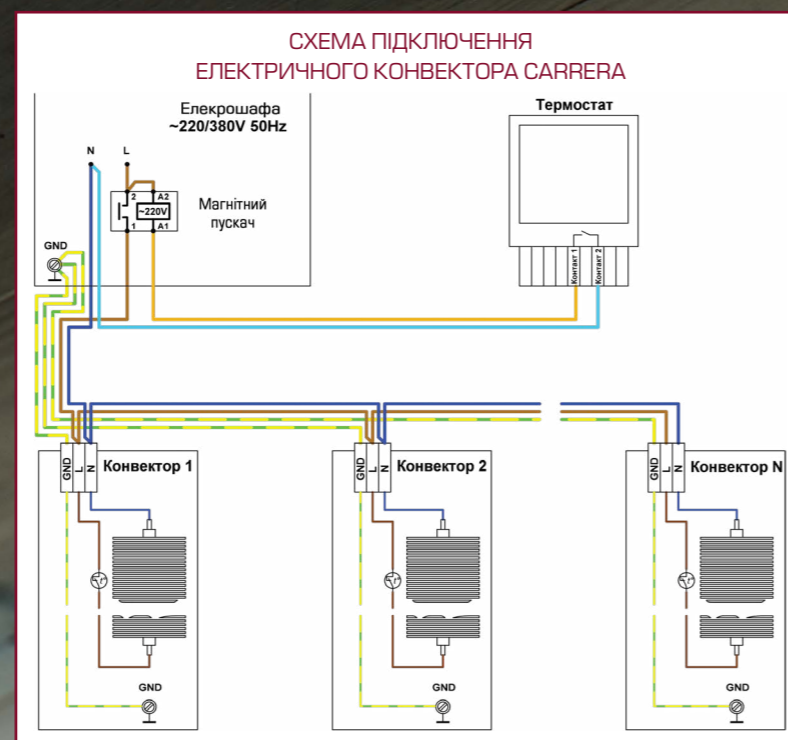 СХЕМА ПІДКЛЮЧЕННЯ
ЕЛЕКТРИЧНОГО КОНВЕКТОРА CARRERA
Елекрошафа
~220/380V 50Hz
Термостат
N L
2 A2
~220V
1 A1
Магнітний
пускач
GND
Контакт 1
Контакт 2
GND L N Конвектор 1
GND L N Конвектор 2
GND L N Конвектор N
GND
GND
GND